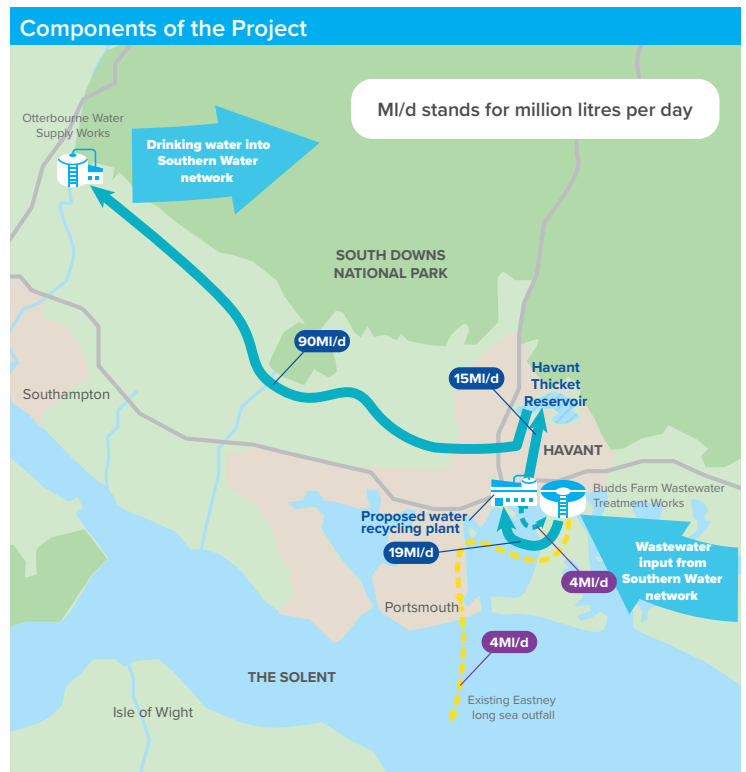 Components of the Project
Ml/d stands for million litres per day
Otterbourne Water
Supply Works
Drinking water into
Southern Water
network
SOUTH DOWNS
NATIONAL PARK
90Ml/d
15Ml/d
Havant
Thicket
Reservoir
Southampton
HAVANT
Budds Farm Wastewater
Treatment Works
Proposed water
recycling plant
19Ml/d
Wastewater
input from
Southern Water
network
4Ml/d
Portsmouth
4Ml/d
THE SOLENT
Existing Eastney
long sea outfall
Isle of Wight